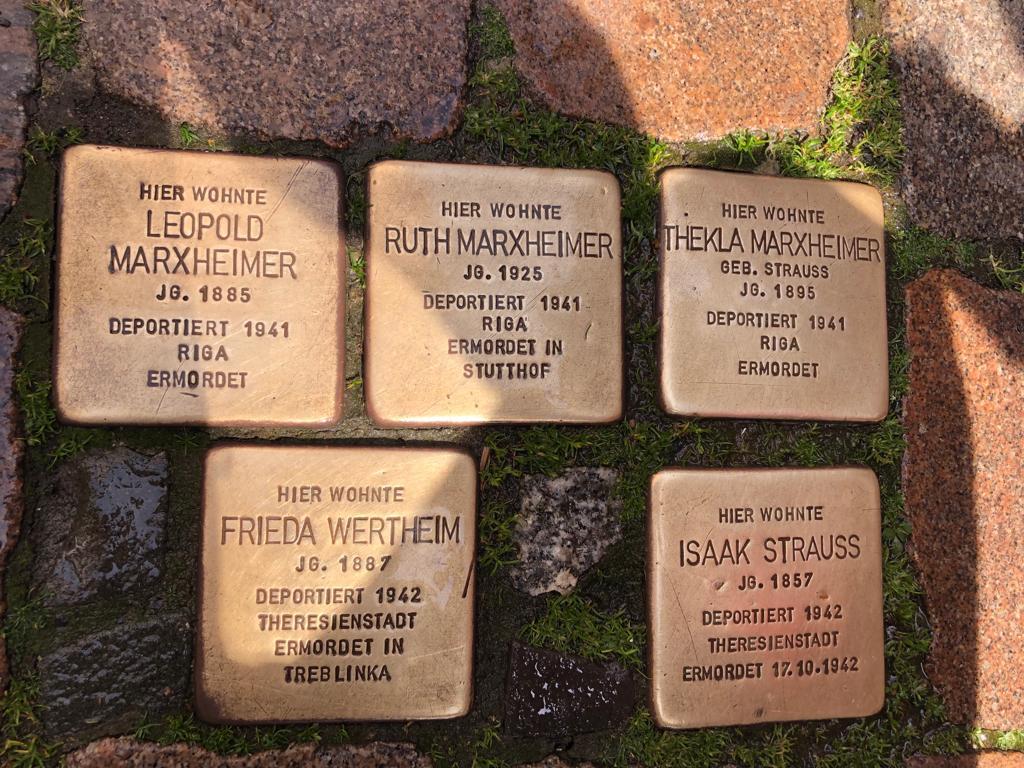 HIER WOHNTE
LEOPOLD
MARXHEIMER
JG. 1885
DEPORTIERT 1941
RIGA
ERMORDET
HIER WOHNTE
RUTH MARXHEIMER
JG. 1925
DEPORTIERT 1941
RIGA
ERMORDET IN
STUTTHOF
HIER WOHNTE
THEKLA MARXHEIMER
GEB. STRAUSS
JG. 1895
DEPORTIERT 1941
RIGA
ERMORDET
HIER WOHNTE
FRIEDA WERTHEIM
JG. 1887
DEPORTIERT 1942
THERESIENSTADT
ERMORDET IN
TREBLINKA
HIER WOHNTE
ISAAK STRAUSS
JG. 1857
DEPORTIERT 1942
THERESIENSTADT
ERMORDET 17.10.1942